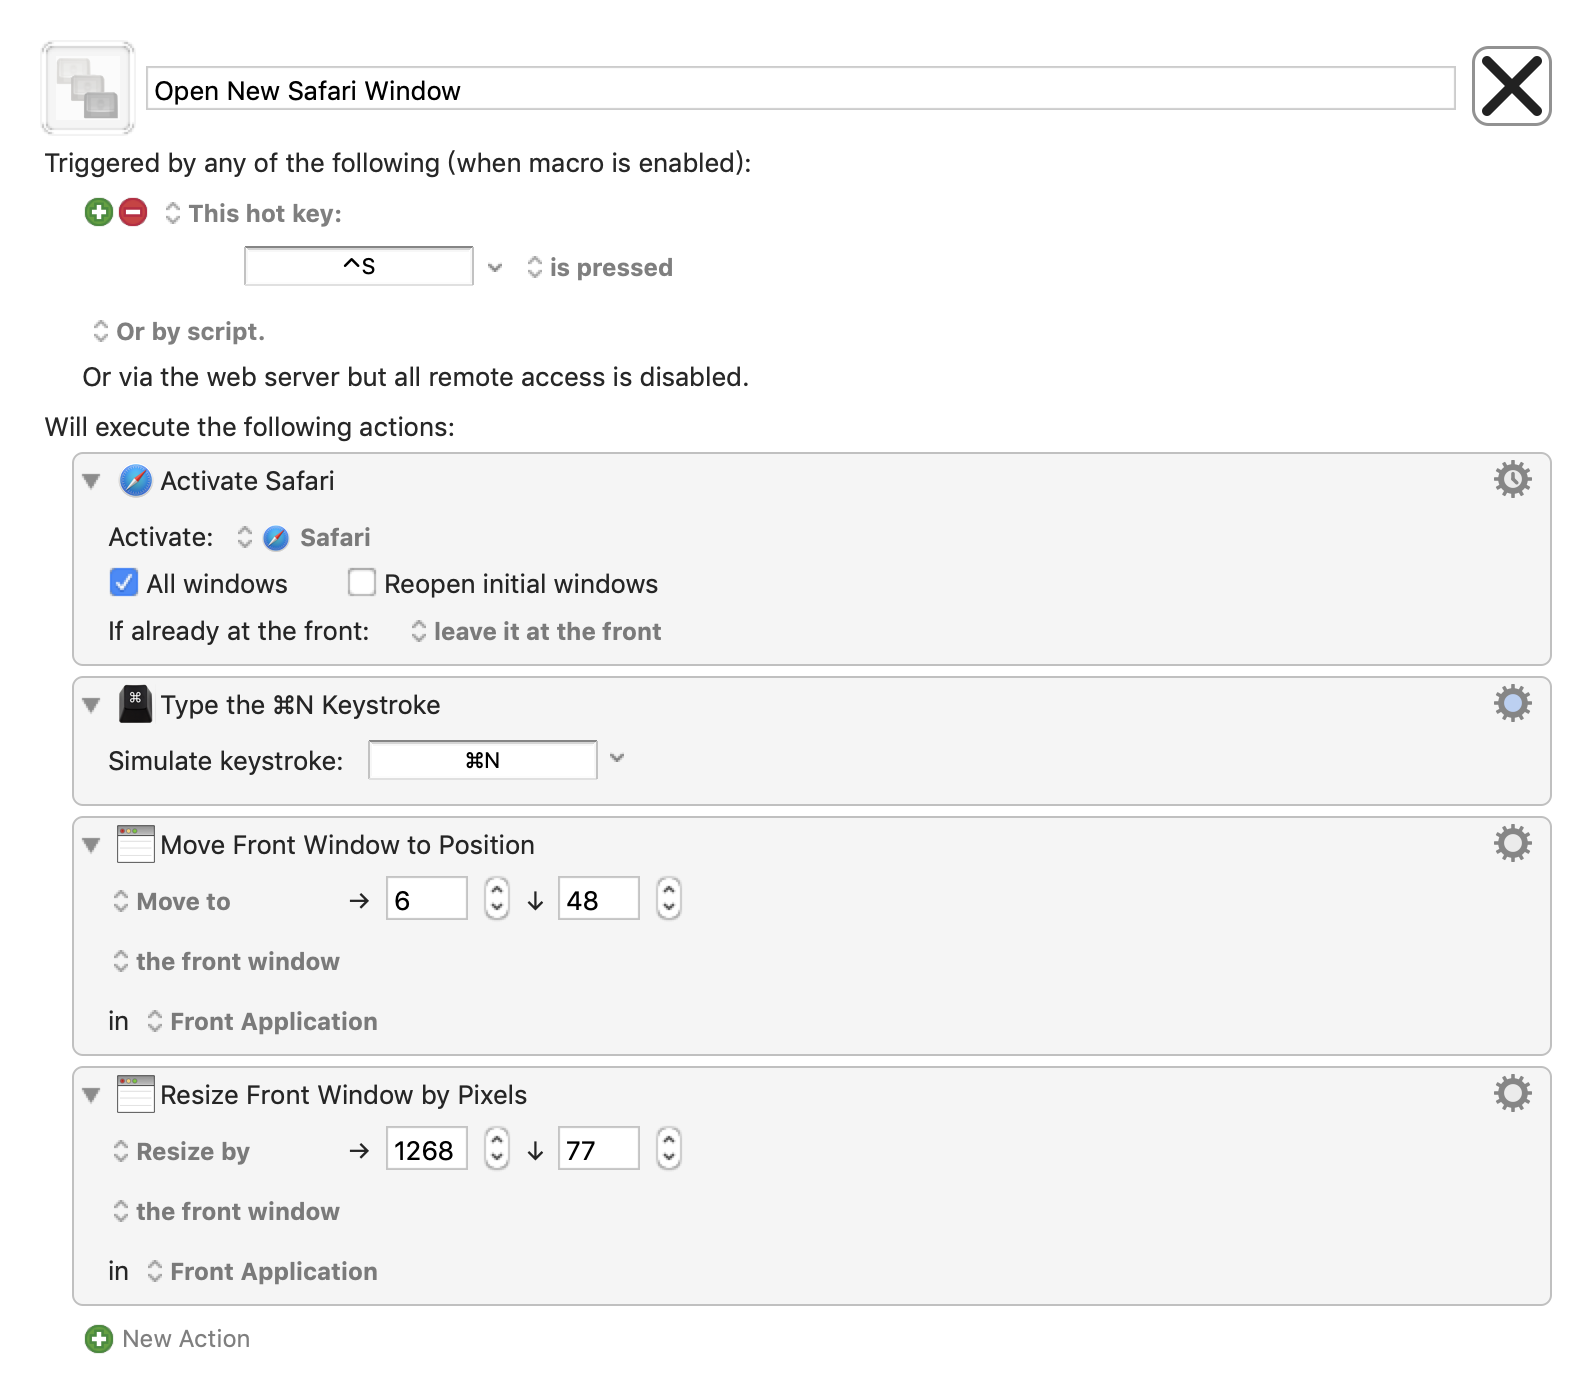 Open New Safari Window
Triggered by any of the following (when macro is enabled):
This hot key:
^S is pressed
Or by script.
Or via the web server but all remote access is disabled.
Will execute the following actions:
Activate Safari
Activate: Safari
All windows Reopen initial windows
If already at the front: leave it at the front
⌘ Type the ⌘N Keystroke
Simulate keystroke: ⌘N
Move Front Window to Position
Move to → 6 ↓ 48
the front window
in Front Application
Resize Front Window by Pixels
Resize by → 1268 ↓ 77
the front window
in Front Application
New Action